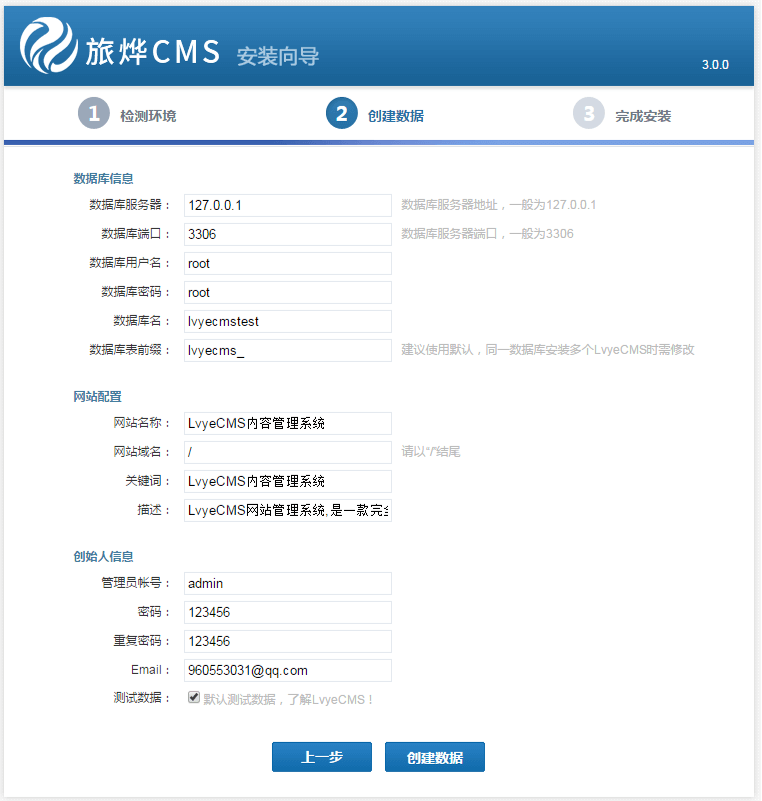 旅烨CMS 安装向导
3.0.0
1 检测环境 2 创建数据 3 完成安装
数据库信息
数据库服务器： 127.0.0.1 数据库服务器地址，一般为127.0.0.1
数据库端口： 3306 数据库服务器端口，一般为3306
数据库用户名： root
数据库密码： root
数据库名： lvyecmstest
数据库表前缀： lvyecms_ 建议使用默认，同一数据库安装多个LvyeCMS时需修改
网站配置
网站名称： LvyeCMS内容管理系统
网站域名： / 请以“/”结尾
关键词： LvyeCMS内容管理系统
描述： LvyeCMS网站管理系统,是一款完全
创始人信息
管理员帐号： admin
密码： 123456
重复密码： 123456
Email： 960553031@qq.com
测试数据： 默认测试数据，了解LvyeCMS！
上一步 创建数据